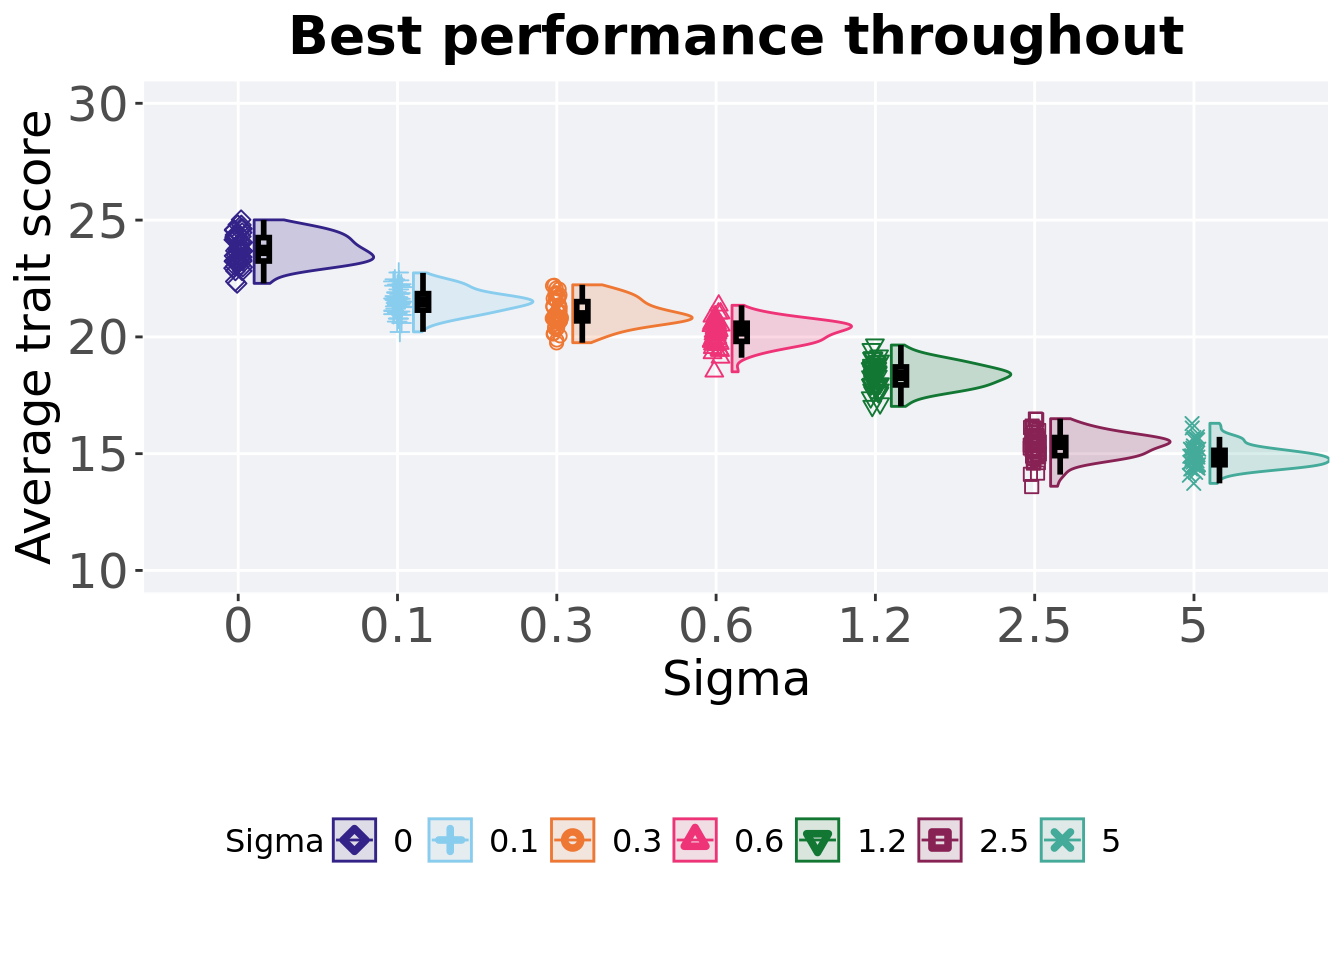 Best performance throughout
Average trait score
30
25
20
15
10
0 0.1 0.3 0.6 1.2 2.5 5
Sigma
Sigma 0 0.1 0.3 0.6 1.2 2.5 5